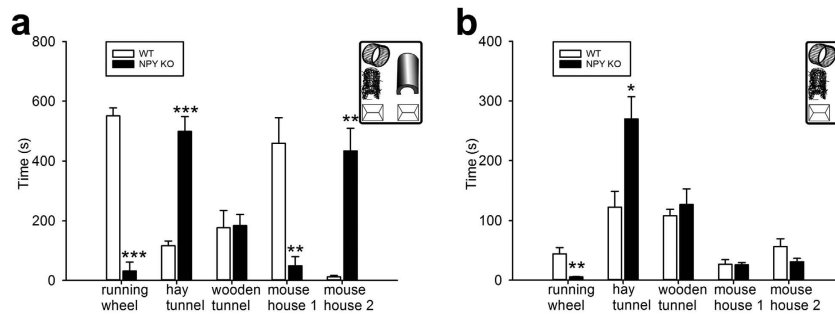 a
800
600
400
200
0
Time (s)
WT
NPY KO
***
***
**
**
running
wheel
hay
tunnel
wooden
tunnel
mouse
house 1
mouse
house 2
b
400
300
200
100
0
Time (s)
WT
NPY KO
**
*
running
wheel
hay
tunnel
wooden
tunnel
mouse
house 1
mouse
house 2